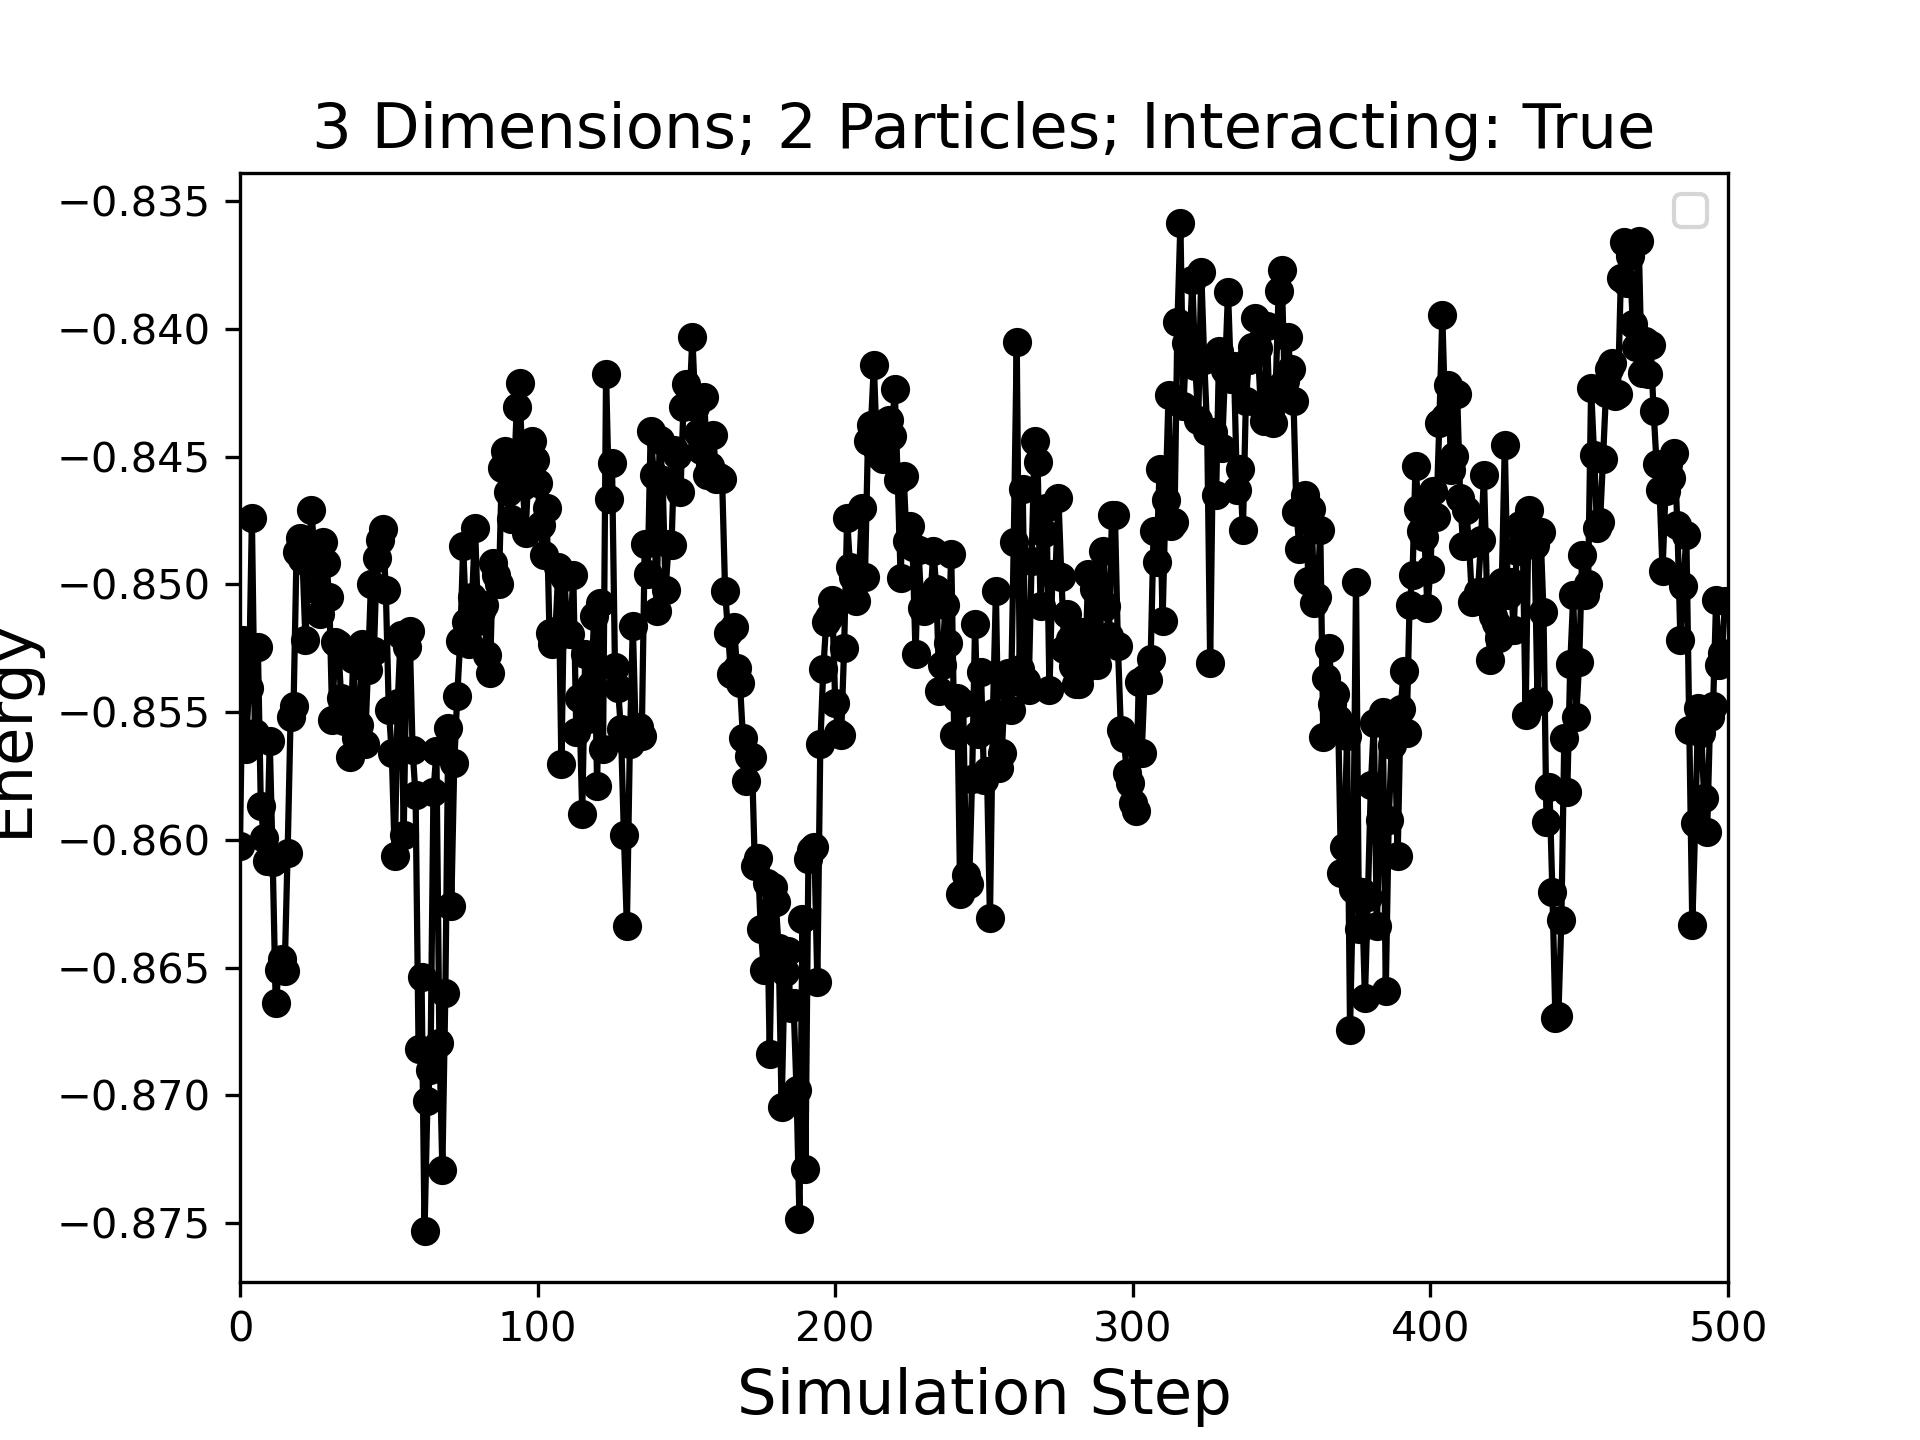 3 Dimensions; 2 Particles; Interacting: True
Energy
−0.835
−0.840
−0.845
−0.850
−0.855
−0.860
−0.865
−0.870
−0.875
0 100 200 300 400 500
Simulation Step